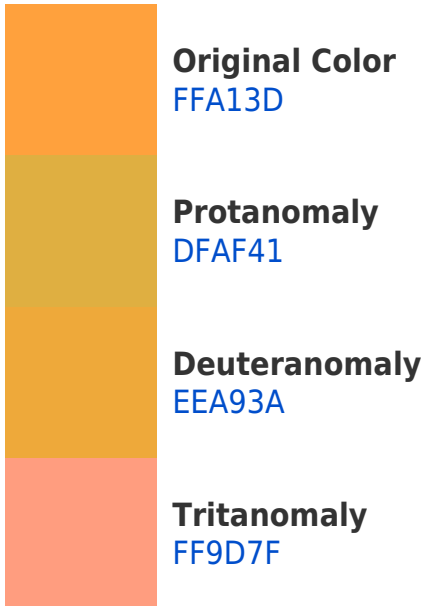 Original Color
FFA13D
Protanomaly
DFAF41
Deuteranomaly
EEA93A
Tritanomaly
FF9D7F